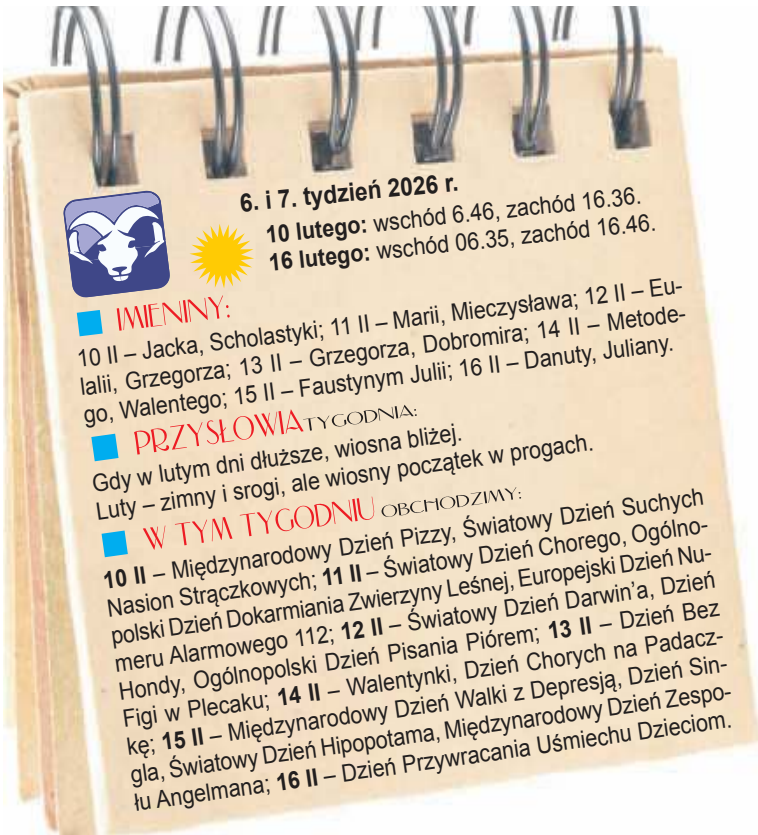 6. i 7. tydzień 2026 r.
10 lutego: wschód 6.46, zachód 16.36.
16 lutego: wschód 06.35, zachód 16.46.
IMIENINY:
10 II – Jacka, Scholastyki; 11 II – Marii, Mieczysława; 12 II – Eu-
lalii, Grzegorza; 13 II – Grzegorza, Dobromira; 14 II – Metode-
go, Walentego; 15 II – Faustynym Julii; 16 II – Danuty, Juliany.
PRZYSŁOWIA TYGODNIA:
Gdy w lutym dni dłuższe, wiosna bliżej.
Luty – zimny i srogi, ale wiosny początek w progach.
W TYM TYGODNIU OBCHODZIMY:
10 II – Międzynarodowy Dzień Pizzy, Światowy Dzień Suchych
Nasion Strączkowych; 11 II – Światowy Dzień Chorego, Ogólno-
polski Dzień Dokarmiania Zwierzyny Leśnej, Europejski Dzień Nu-
meru Alarmowego 112; 12 II – Światowy Dzień Darwin'a, Dzień
Hondy, Ogólnopolski Dzień Pisania Piórem; 13 II – Dzień Bez
Figi w Plecaku; 14 II – Walentynki, Dzień Chorych na Padacz-
kę; 15 II – Międzynarodowy Dzień Walki z Depresją, Dzień Sin-
gla, Światowy Dzień Hipopotama, Międzynarodowy Dzień Zespo-
łu Angelmana; 16 II – Dzień Przywracania Uśmiechu Dzieciom.